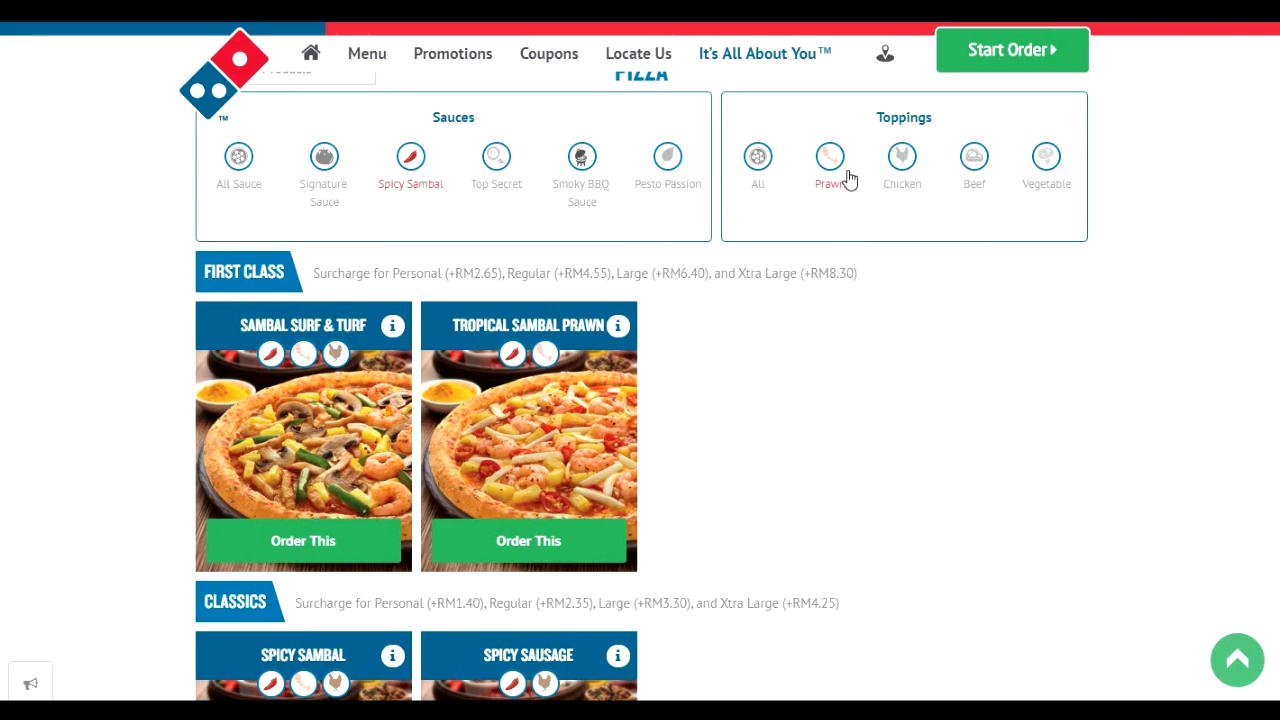 Menu Promotions Coupons Locate Us It's All About You™ Start Order
Products
PIZZA
TM
Sauces
All Sauce Signature Sauce Spicy Sambal Top Secret Smoky BBQ Sauce Pesto Passion
Toppings
All Prawn Chicken Beef Vegetable
FIRST CLASS Surcharge for Personal (+RM2.65), Regular (+RM4.55), Large (+RM6.40), and Xtra Large (+RM8.30)
SAMBAL SURF & TURF i TROPICAL SAMBAL PRAWN i
Order This Order This
CLASSICS Surcharge for Personal (+RM1.40), Regular (+RM2.35), Large (+RM3.30), and Xtra Large (+RM4.25)
SPICY SAMBAL i SPICY SAUSAGE i